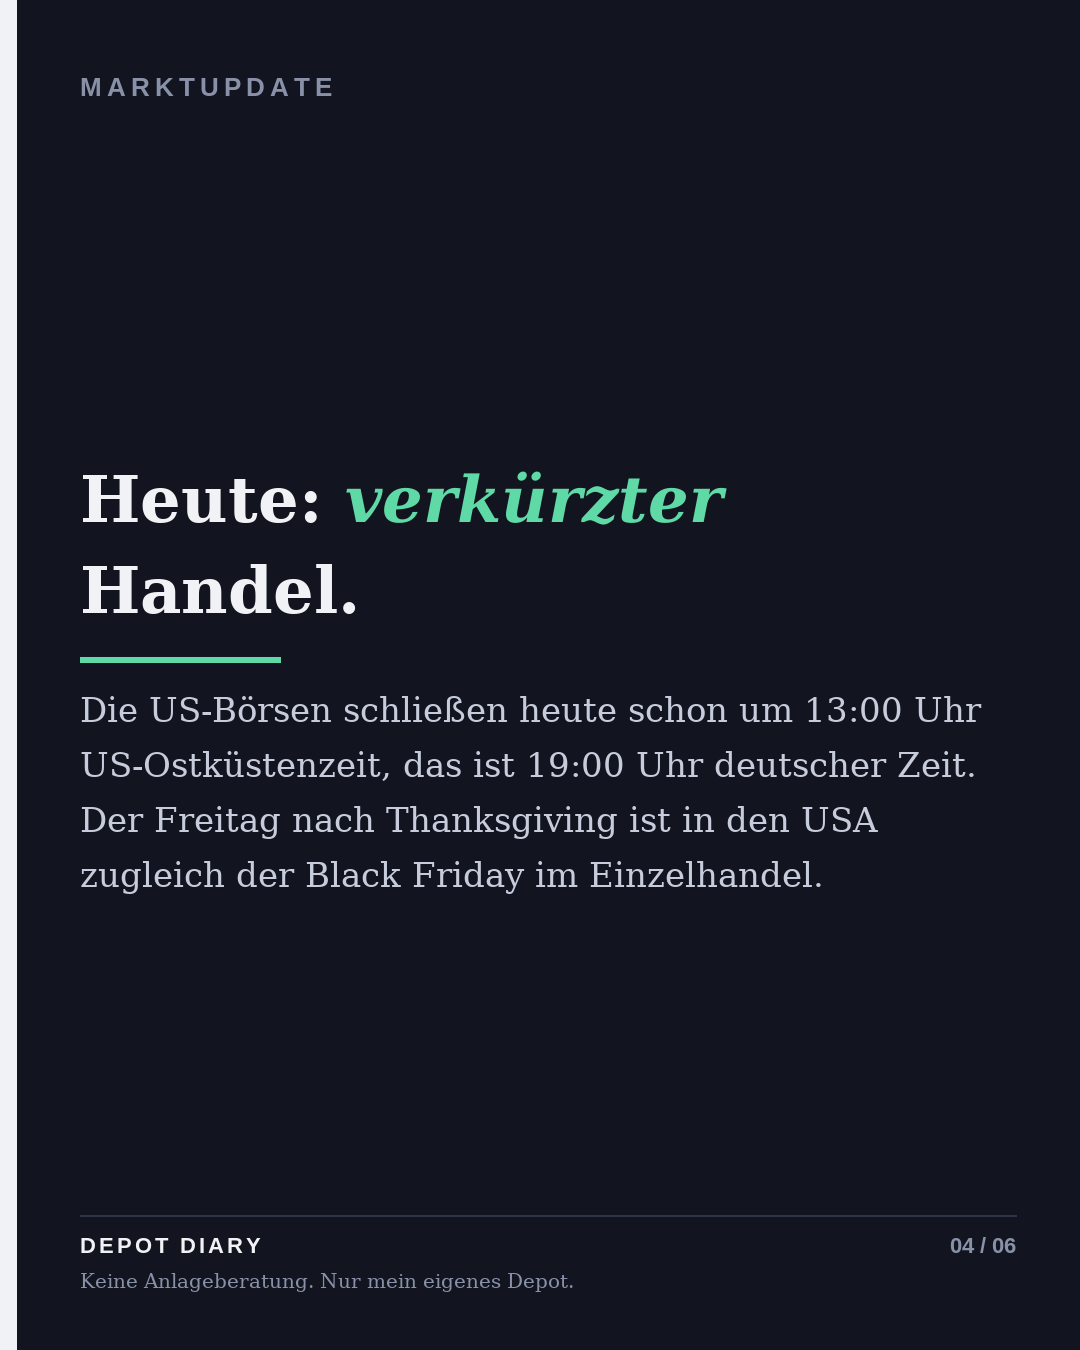 MARKTUPDATE
Heute: verkürzter
Handel.
Die US-Börsen schließen heute schon um 13:00 Uhr
US-Ostküstenzeit, das ist 19:00 Uhr deutscher Zeit.
Der Freitag nach Thanksgiving ist in den USA
zugleich der Black Friday im Einzelhandel.
DEPOT DIARY
04 / 06
Keine Anlageberatung. Nur mein eigenes Depot.